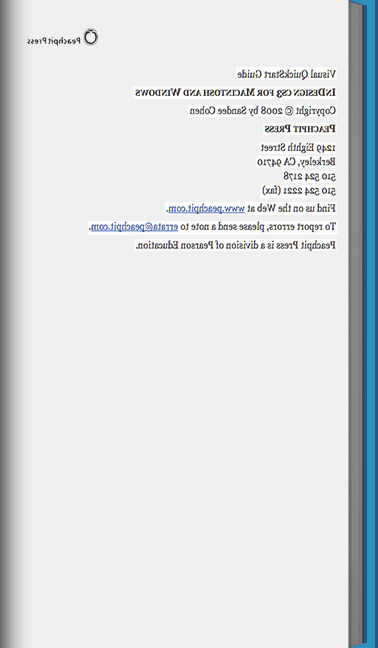 Peachpit Press
Visual QuickStart Guide
InDesign CS3 for Macintosh and Windows
Copyright © 2008 by Sandee Cohen
Peachpit Press
1249 Eighth Street
Berkeley, CA 94710
510 524 2178
510 524 2221 (fax)
Find us on the Web at www.peachpit.com.
To report errors, please send a note to errata@peachpit.com.
Peachpit Press is a division of Pearson Education.